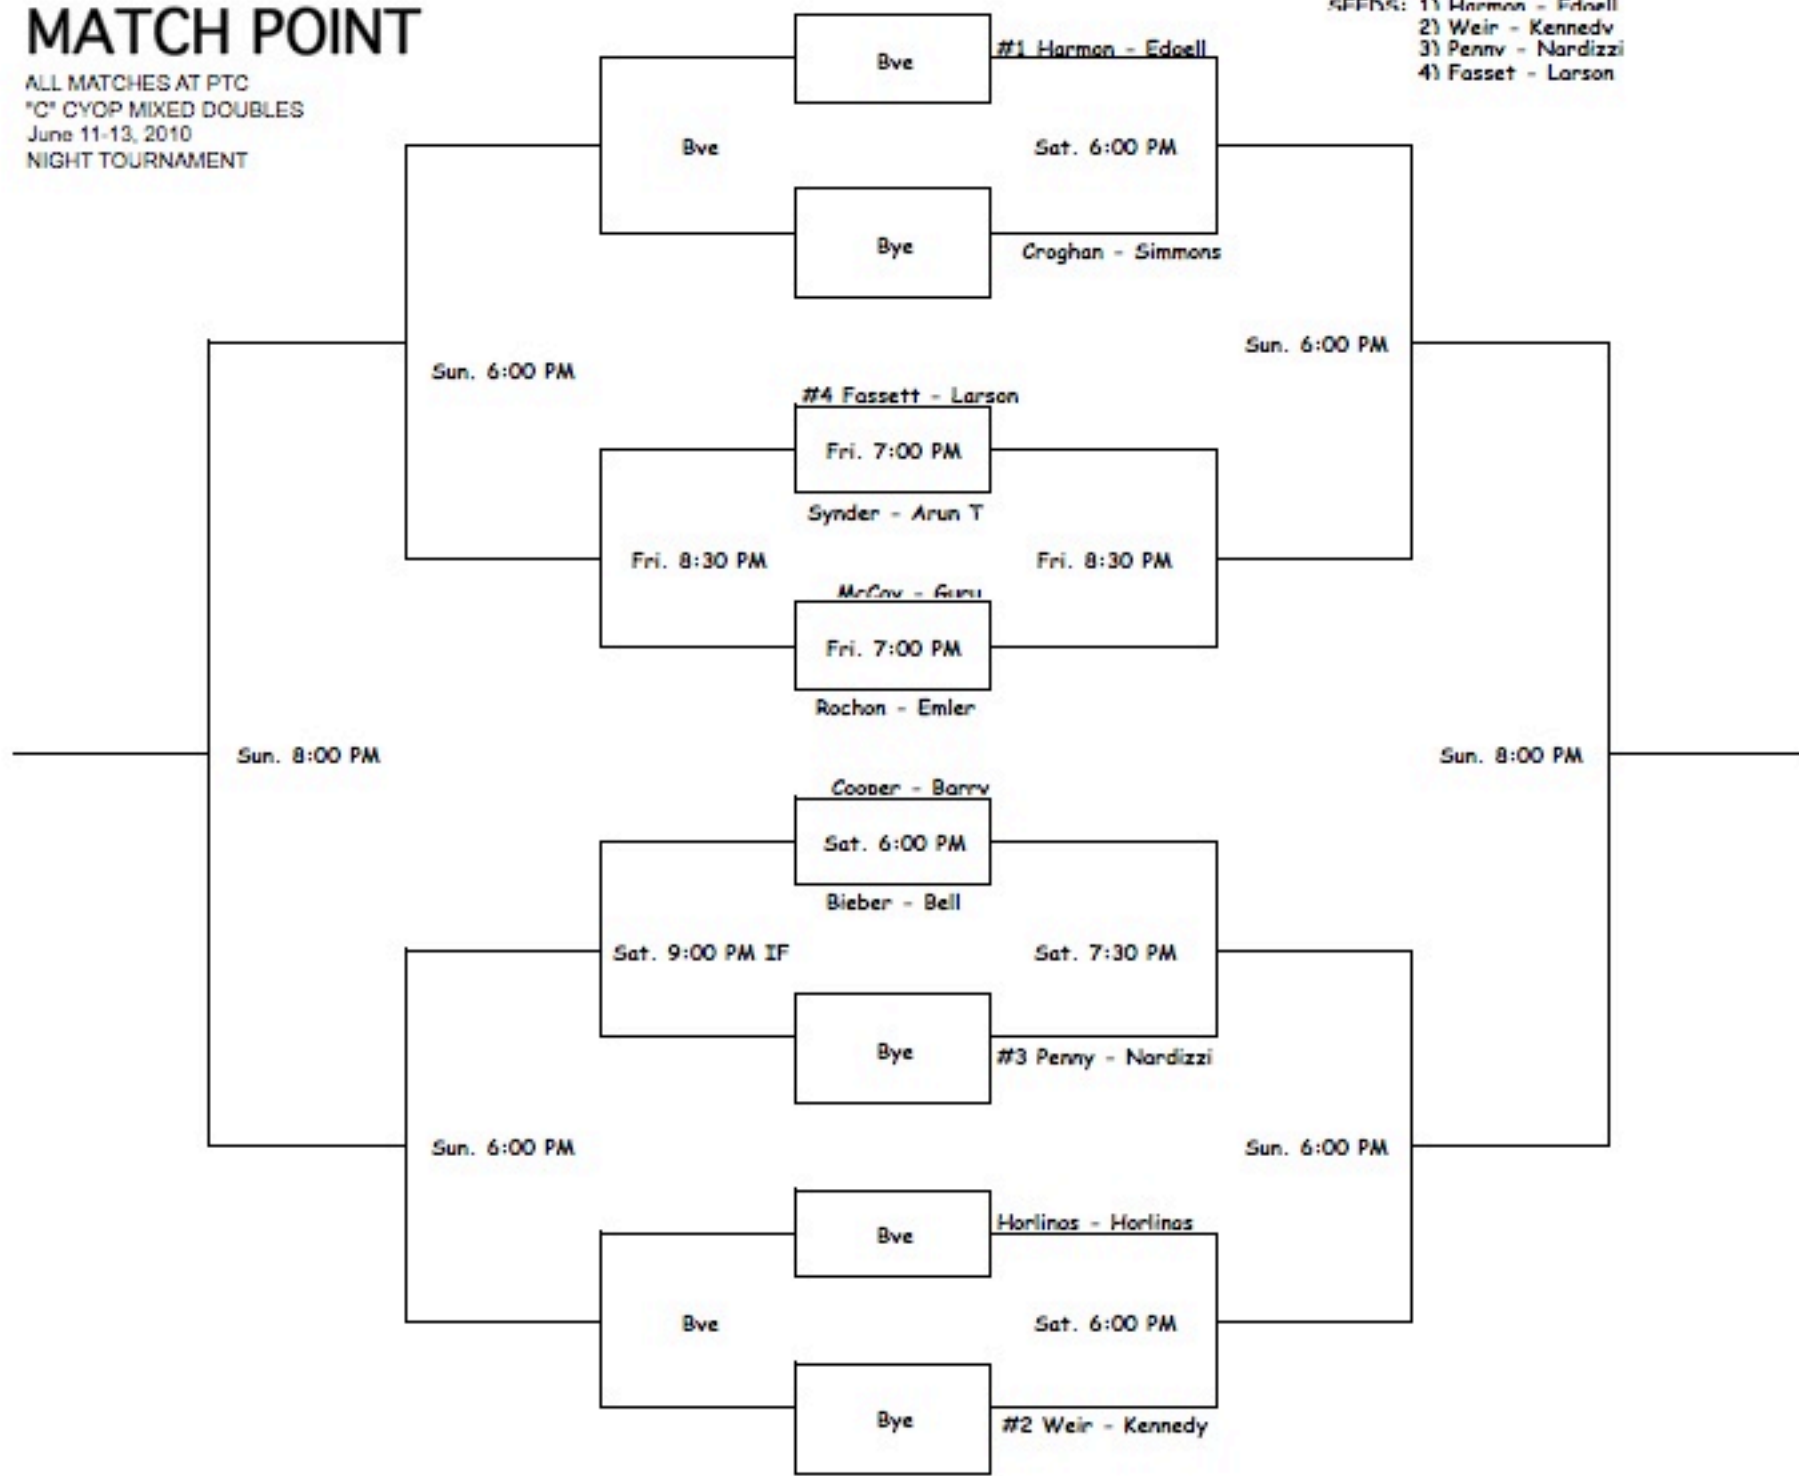 MATCH POINT
ALL MATCHES AT PTC
"C" CYOP MIXED DOUBLES
June 11-13, 2010
NIGHT TOURNAMENT
SEEDS: 1) Harmon - Edgell
2) Weir - Kennedy
3) Penny - Nardizzi
4) Fasset - Larson
Bye
#1 Harmon - Edgell
Bye
Sat. 6:00 PM
Bye
Croghan - Simmons
Sun. 6:00 PM
Sun. 6:00 PM
#4 Fassett - Larson
Fri. 7:00 PM
Synder - Arun T
Fri. 8:30 PM
Fri. 8:30 PM
McCoy - Guru
Fri. 7:00 PM
Rochon - Emler
Sun. 8:00 PM
Sun. 8:00 PM
Cooper - Barry
Sat. 6:00 PM
Bieber - Bell
Sat. 9:00 PM IF
Sat. 7:30 PM
Bye
#3 Penny - Nardizzi
Sun. 6:00 PM
Sun. 6:00 PM
Bye
Horlings - Horlings
Bye
Sat. 6:00 PM
Bye
#2 Weir - Kennedy